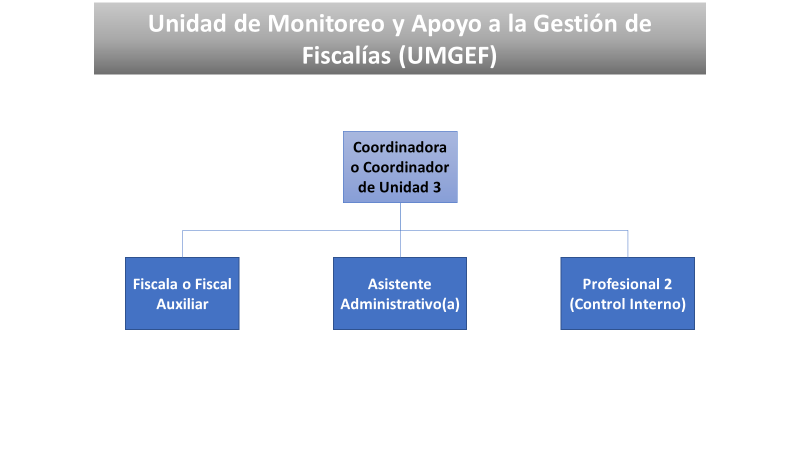 Unidad de Monitoreo y Apoyo a la Gestión de
Fiscalías (UMGEF)
Coordinadora
o Coordinador
de Unidad 3
Fiscala o Fiscal
Auxiliar
Asistente
Administrativo(a)
Profesional 2
(Control Interno)